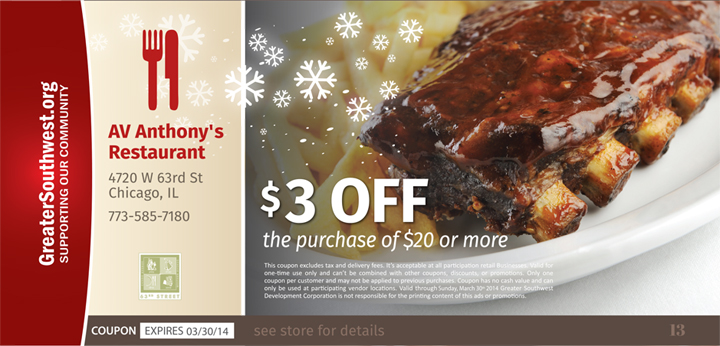 GreaterSouthwest.org
SUPPORTING OUR COMMUNITY
AV Anthony's
Restaurant
4720 W 63rd St
Chicago, IL
773-585-7180
63RD STREET
$3 OFF
the purchase of $20 or more
This coupon excludes tax and delivery fees. It's acceptable at all participation retail Businesses. Valid for
one-time use only and can't be combined with other coupons, discounts, or promotions. Only one
coupon per customer and may not be applied to previous purchases. Coupon has no cash value and can
only be used at participating vendor locations. Valid through Sunday, March 30th 2014 Greater Southwest
Development Corporation is not responsible for the printing content of this ads or promotions.
COUPON EXPIRES 03/30/14 see store for details 13